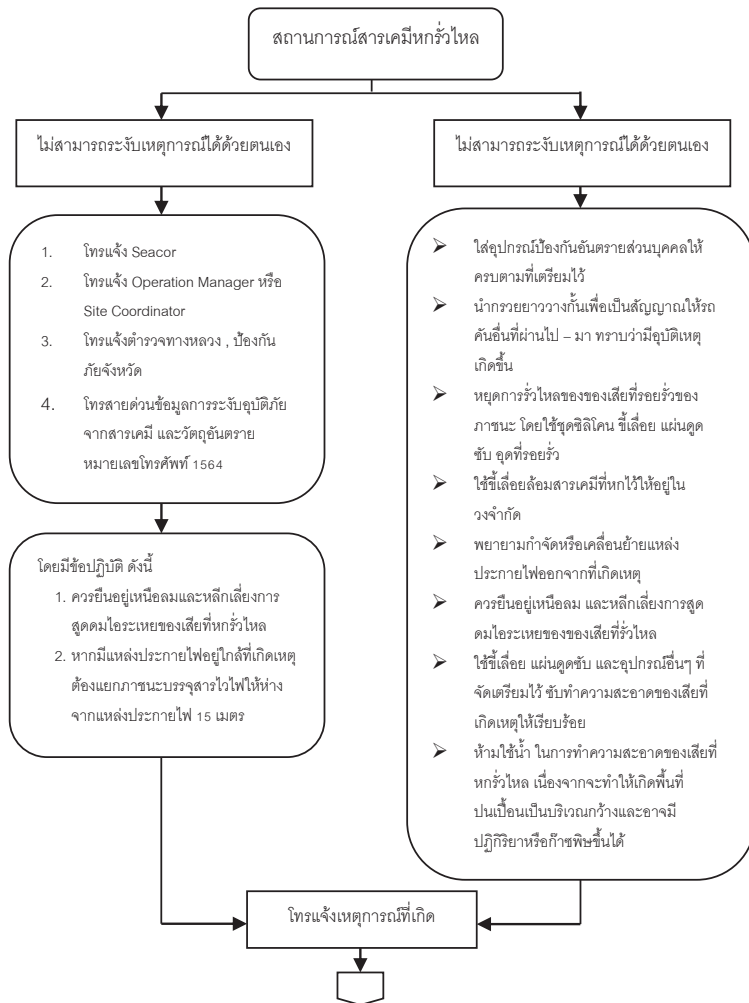 สถานการณ์สารเคมีหกรั่วไหล
ไม่สามารถระงับเหตุการณ์ได้ด้วยตนเอง
1. โทรแจ้ง Seacor
2. โทรแจ้ง Operation Manager หรือ
Site Coordinator
3. โทรแจ้งตำรวจทางหลวง , ป้องกัน
ภัยจังหวัด
4. โทรสายด่วนข้อมูลการระงับอุบัติภัย
จากสารเคมี และวัตถุอันตราย
หมายเลขโทรศัพท์ 1564
โดยมีข้อปฏิบัติ ดังนี้
1. ควรยืนอยู่เหนือลมและหลีกเลี่ยงการ
สูดดมไอระเหยของเสียที่หกรั่วไหล
2. หากมีแหล่งประกายไฟอยู่ใกล้ที่เกิดเหตุ
ต้องแยกภาชนะบรรจุสารไวไฟให้ห่าง
จากแหล่งประกายไฟ 15 เมตร
ไม่สามารถระงับเหตุการณ์ได้ด้วยตนเอง
➢ ใส่อุปกรณ์ป้องกันอันตรายส่วนบุคคลให้
ครบตามที่เตรียมไว้
➢ นำกรวยยาววางกั้นเพื่อเป็นสัญญาณให้รถ
คันอื่นที่ผ่านไป – มา ทราบว่ามีอุบัติเหตุ
เกิดขึ้น
➢ หยุดการรั่วไหลของของเสียที่รอยรั่วของ
ภาชนะ โดยใช้ชุดซิลิโคน ขี้เลื่อย แผ่นดูด
ซับ อุดที่รอยรั่ว
➢ ใช้ขี้เลื่อยล้อมสารเคมีที่หกไว้ให้อยู่ใน
วงจำกัด
➢ พยายามกำจัดหรือเคลื่อนย้ายแหล่ง
ประกายไฟออกจากที่เกิดเหตุ
➢ ควรยืนอยู่เหนือลม และหลีกเลี่ยงการสูด
ดมไอระเหยของของเสียที่รั่วไหล
➢ ใช้ขี้เลื่อย แผ่นดูดซับ และอุปกรณ์อื่นๆ ที่
จัดเตรียมไว้ ซับทำความสะอาดของเสียที่
เกิดเหตุให้เรียบร้อย
➢ ห้ามใช้น้ำ ในการทำความสะอาดของเสียที่
หกรั่วไหล เนื่องจากจะทำให้เกิดพื้นที่
ปนเปื้อนเป็นบริเวณกว้างและอาจมี
ปฏิกิริยาหรือก๊าซพิษขึ้นได้
โทรแจ้งเหตุการณ์ที่เกิด